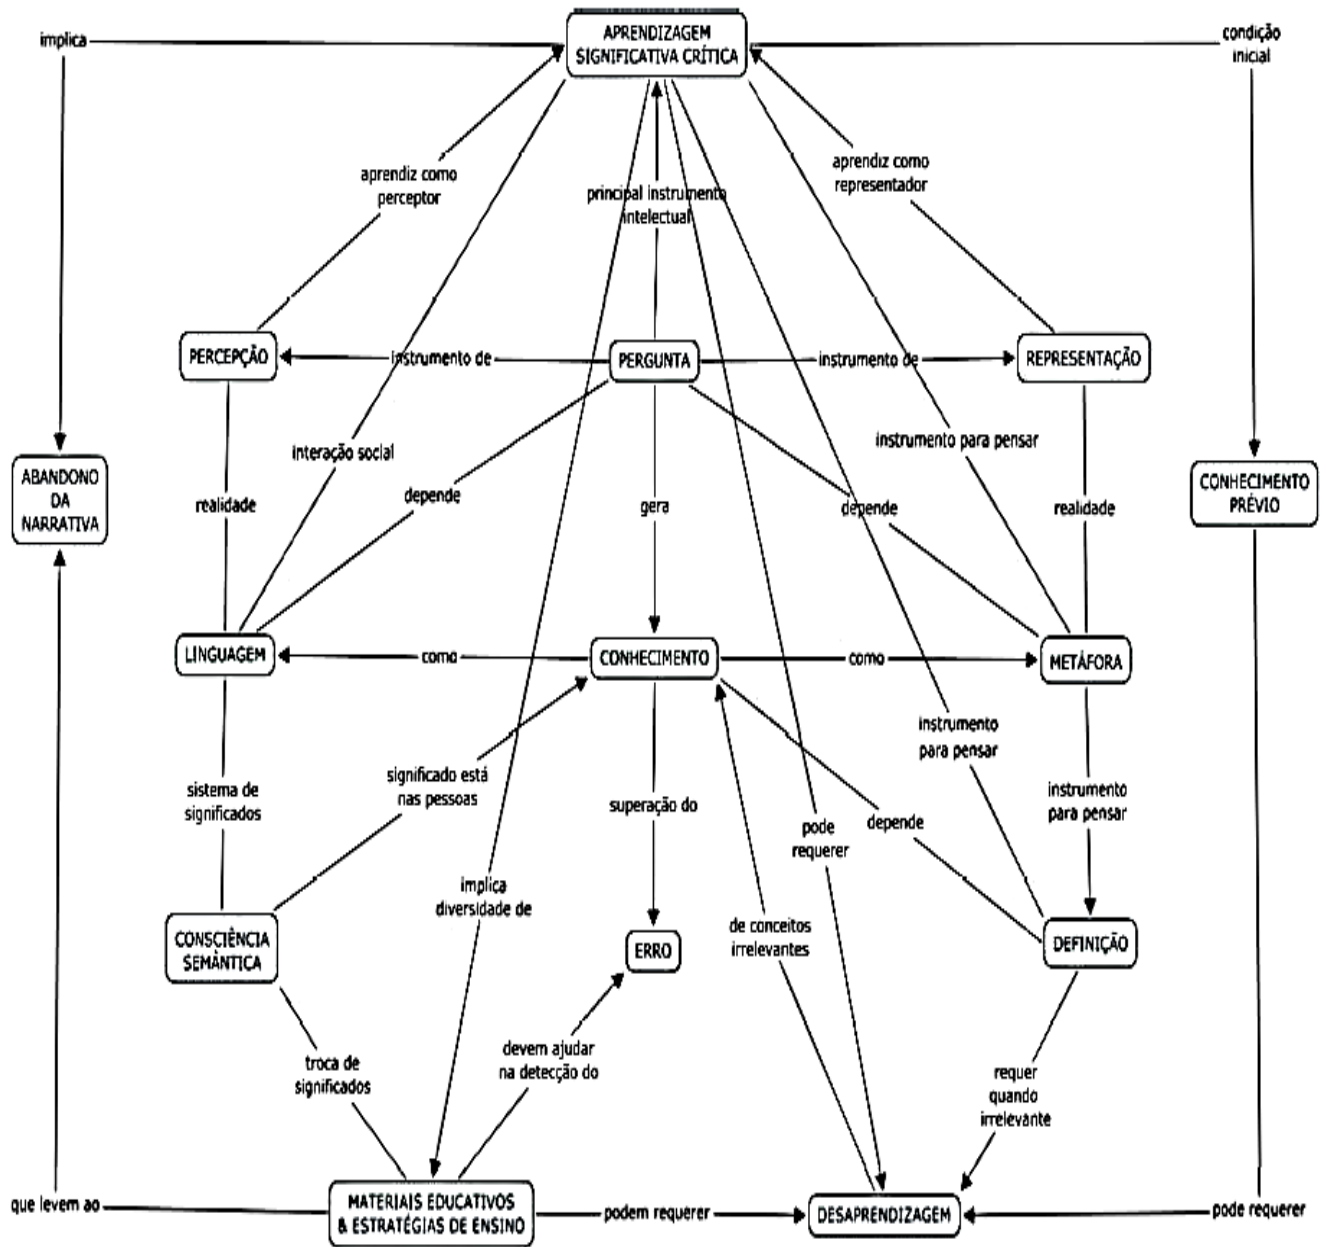 APRENDIZAGEM
SIGNIFICATIVA CRÍTICA
implica
condição
inicial
aprendiz como
perceptor
principal instrumento
intelectual
aprendiz como
representador
PERCEPÇÃO
instrumento de
PERGUNTA
instrumento de
REPRESENTAÇÃO
interação social
instrumento para pensar
ABANDONO
DA
NARRATIVA
realidade
depende
gera
depende
realidade
CONHECIMENTO
PRÉVIO
LINGUAGEM
como
CONHECIMENTO
como
METÁFORA
instrumento
para pensar
sistema de
significados
significado está
nas pessoas
superação do
pode
requerer
depende
instrumento
para pensar
implica
diversidade de
CONSCIÊNCIA
SEMÂNTICA
ERRO
de conceitos
irrelevantes
DEFINIÇÃO
troca de
significados
devem ajudar
na detecção do
requer
quando
irrelevante
que levem ao
MATERIAIS EDUCATIVOS
& ESTRATÉGIAS DE ENSINO
podem requerer
DESAPRENDIZAGEM
pode requerer